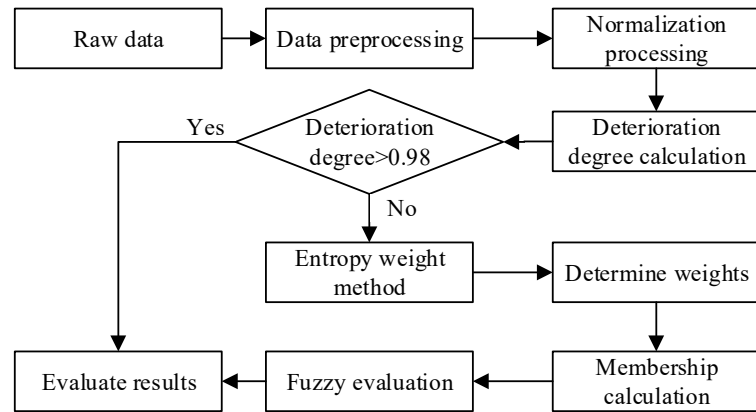 Raw data
Data preprocessing
Normalization
processing
Yes
Deterioration
degree>0.98
Deterioration
degree calculation
No
Entropy weight
method
Determine weights
Evaluate results
Fuzzy evaluation
Membership
calculation